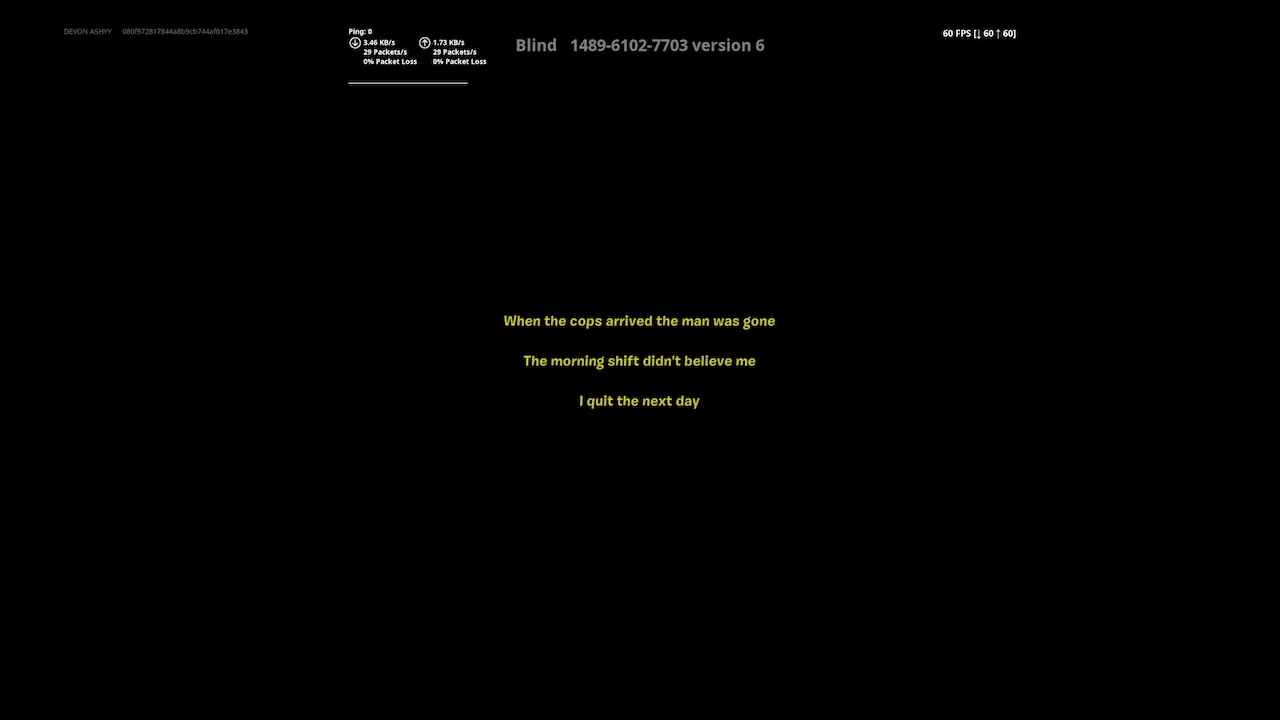 DEVON ASHYY 080f972817844a8b9cb744af017e3843
Ping: 0
3.46 KB/s 1.73 KB/s
29 Packets/s 29 Packets/s
0% Packet Loss 0% Packet Loss
Blind 1489-6102-7703 version 6
60 FPS [↓ 60 ↑ 60]
When the cops arrived the man was gone
The morning shift didn't believe me
I quit the next day